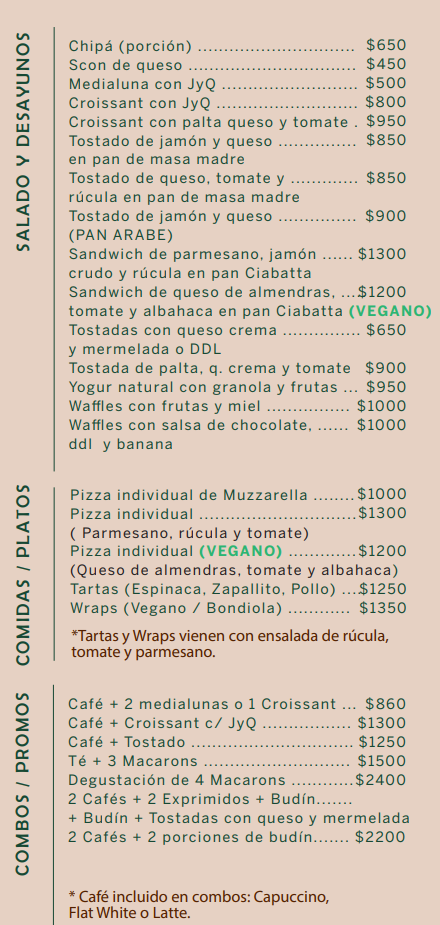 SALADO Y DESAYUNOS
Chipá (porción) .............................. $650
Scon de queso ................................ $450
Medialuna con JyQ .......................... $500
Croissant con JyQ ........................... $800
Croissant con palta queso y tomate . $950
Tostado de jamón y queso ............... $850
en pan de masa madre
Tostado de queso, tomate y ............. $850
rúcula en pan de masa madre
Tostado de jamón y queso ............... $900
(PAN ARABE)
Sandwich de parmesano, jamón ...... $1300
crudo y rúcula en pan Ciabatta
Sandwich de queso de almendras, ...$1200
tomate y albahaca en pan Ciabatta (VEGANO)
Tostadas con queso crema ............... $650
y mermelada o DDL
Tostada de palta, q. crema y tomate $900
Yogur natural con granola y frutas ... $950
Waffles con frutas y miel ................ $1000
Waffles con salsa de chocolate, ...... $1000
ddl y banana
COMIDAS / PLATOS
Pizza individual de Muzzarella ........$1000
Pizza individual ..............................$1300
( Parmesano, rúcula y tomate)
Pizza individual (VEGANO) ..............$1200
(Queso de almendras, tomate y albahaca)
Tartas (Espinaca, Zapallito, Pollo) ....$1250
Wraps (Vegano / Bondiola) ............ $1350
*Tartas y Wraps vienen con ensalada de rúcula,
tomate y parmesano.
COMBOS / PROMOS
Café + 2 medialunas o 1 Croissant ... $860
Café + Croissant c/ JyQ ................. $1300
Café + Tostado ............................... $1250
Té + 3 Macarons ............................ $1500
Degustación de 4 Macarons ............$2400
2 Cafés + 2 Exprimidos + Budín.......
+ Budín + Tostadas con queso y mermelada
2 Cafés + 2 porciones de budín....... $2200
* Café incluido en combos: Capuccino,
Flat White o Latte.